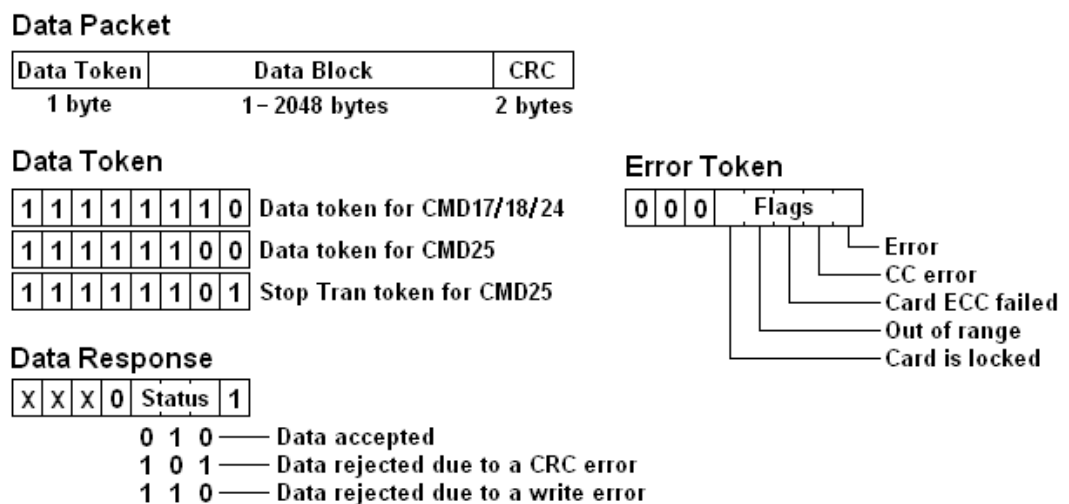 Data Packet
Data Token Data Block CRC
1 byte 1-2048 bytes 2 bytes
Data Token
1 1 1 1 1 1 1 0 Data token for CMD17/18/24
1 1 1 1 1 1 0 0 Data token for CMD25
1 1 1 1 1 1 0 1 Stop Tran token for CMD25
Error Token
0 0 0 Flags
Error
CC error
Card ECC failed
Out of range
Card is locked
Data Response
X X X 0 Status 1
0 1 0 Data accepted
1 0 1 Data rejected due to a CRC error
1 1 0 Data rejected due to a write error